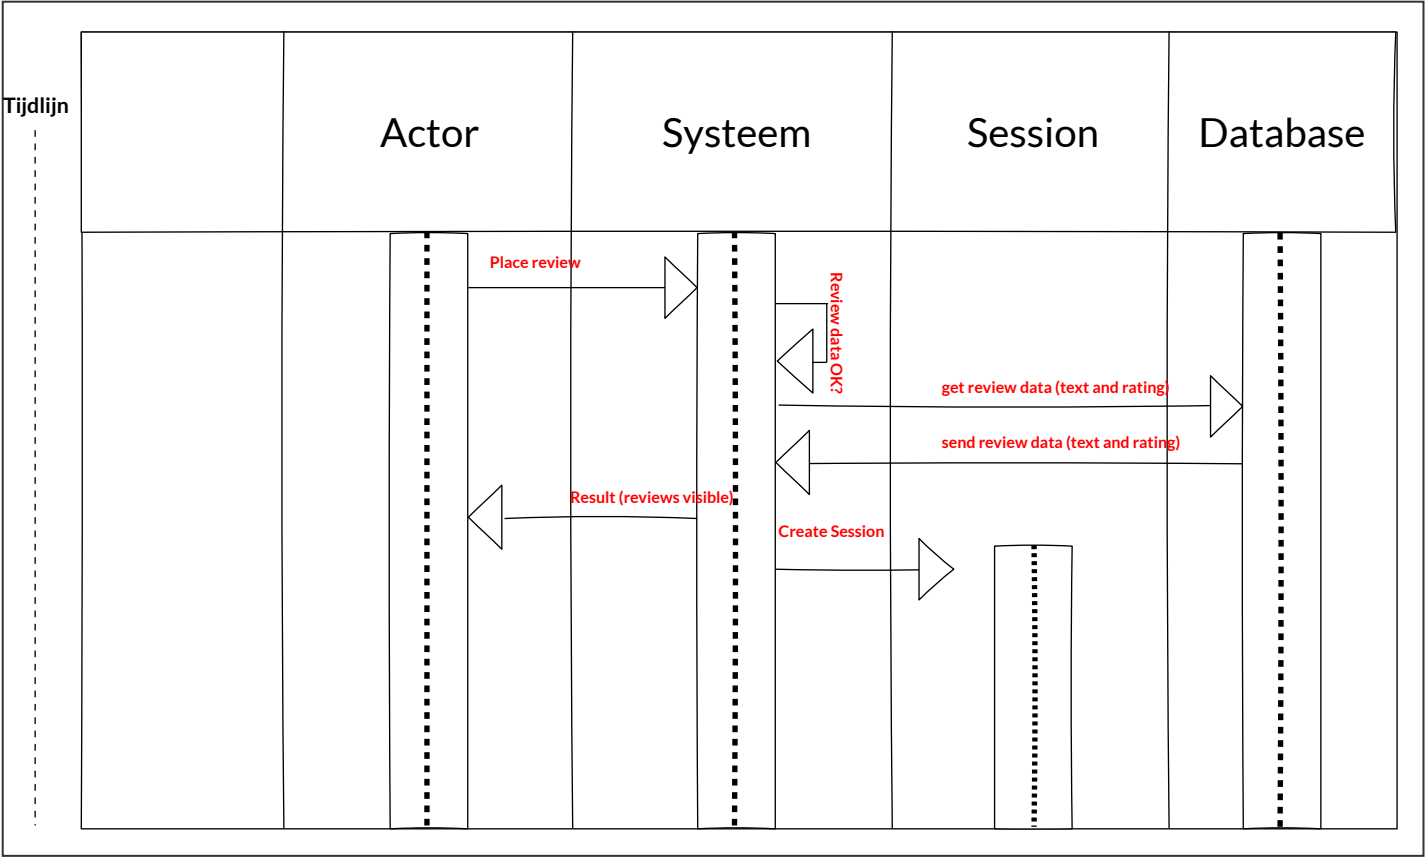 Tijdlijn
Actor
Systeem
Session
Database
Place review
Review data OK?
get review data (text and rating)
send review data (text and rating)
Result (reviews visible)
Create Session